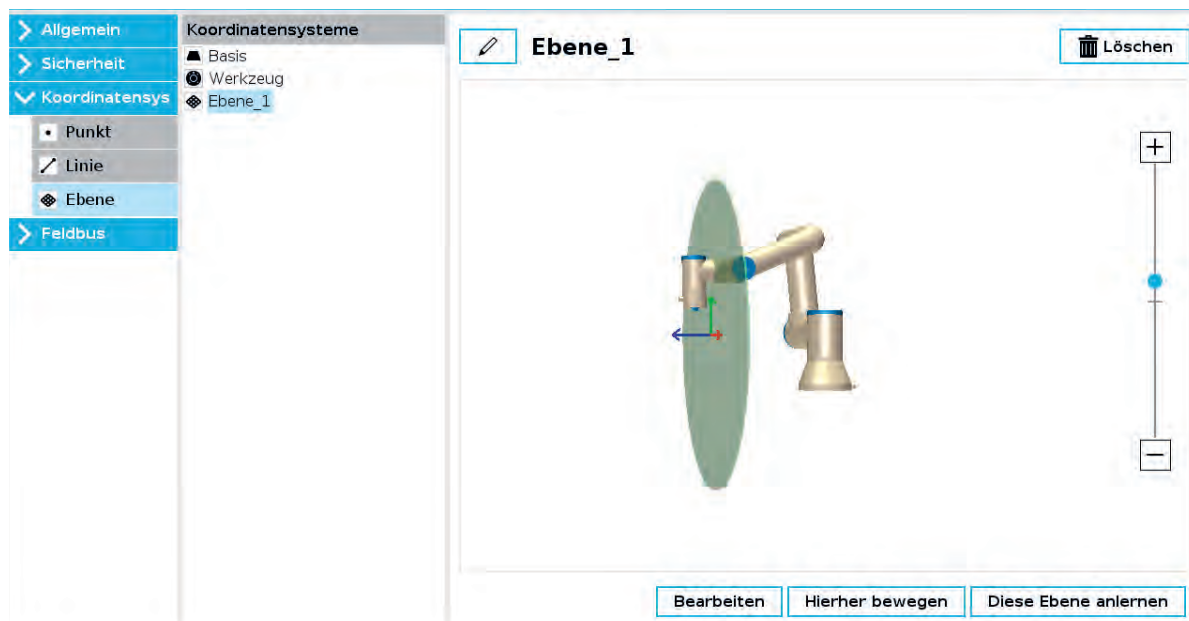 Allgemein
Sicherheit
Koordinatensys
Punkt
Linie
Ebene
Feldbus
Koordinatensysteme
Basis
Werkzeug
Ebene_1
Ebene_1
Löschen
Bearbeiten
Hierher bewegen
Diese Ebene anlernen